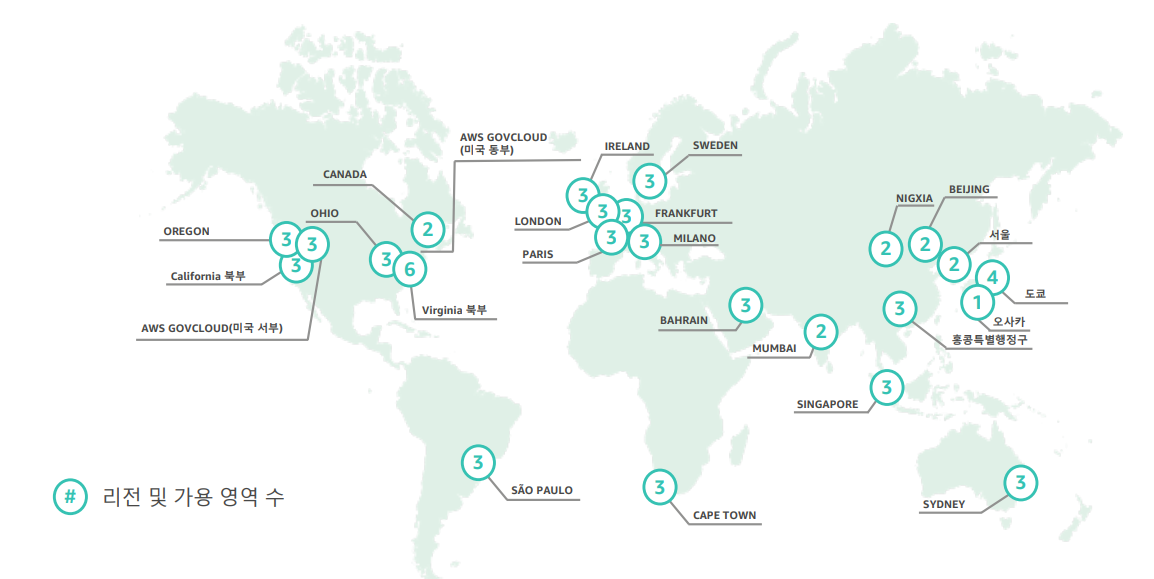 AWS GOVCLOUD
(미국 동부)
IRELAND
SWEDEN
CANADA
3
3
NIGXIA
BEIJING
OHIO
2
3
3
LONDON
FRANKFURT
OREGON
3
3
3
3
MILANO
2
2
서울
PARIS
California 북부
3
3
6
2
4
도쿄
Virginia 북부
1
오사카
AWS GOVCLOUD(미국 서부)
BAHRAIN
3
3
홍콩특별행정구
MUMBAI
2
SINGAPORE
3
3
SÃO PAULO
3
CAPE TOWN
3
SYDNEY
# 리전 및 가용 영역 수